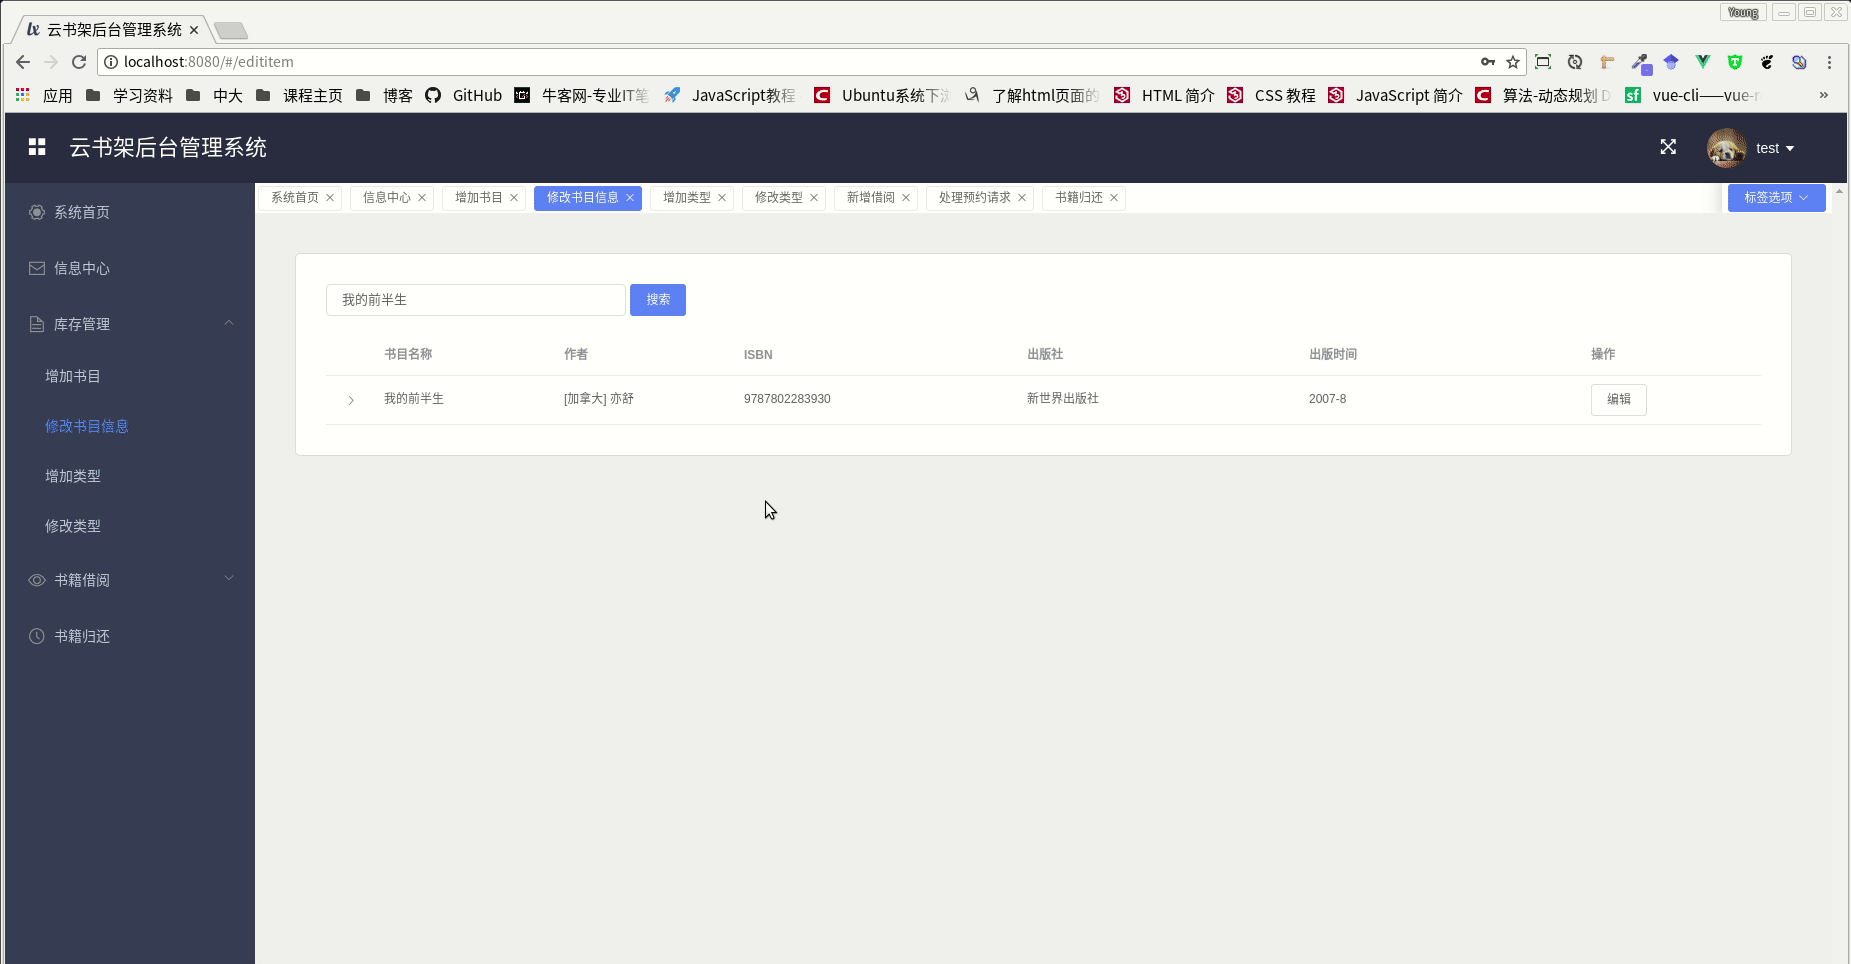 Young
lx 云书架后台管理系统
localhost:8080/#/edititem
应用 学习资料 中大 课程主页 博客 GitHub 牛客网-专业IT笔 JavaScript教程 Ubuntu系统下 了解html页面的 HTML 简介 CSS 教程 JavaScript 简介 算法-动态规划 D vue-cli——vue-r »
云书架后台管理系统
test
系统首页 信息中心 增加书目 修改书目信息 增加类型 修改类型 新增借阅 处理预约请求 书籍归还 标签选项
系统首页
信息中心
库存管理
增加书目
修改书目信息
增加类型
修改类型
书籍借阅
书籍归还
我的前半生 搜索
书目名称 作者 ISBN 出版社 出版时间 操作
我的前半生 [加拿大] 亦舒 9787802283930 新世界出版社 2007-8 编辑